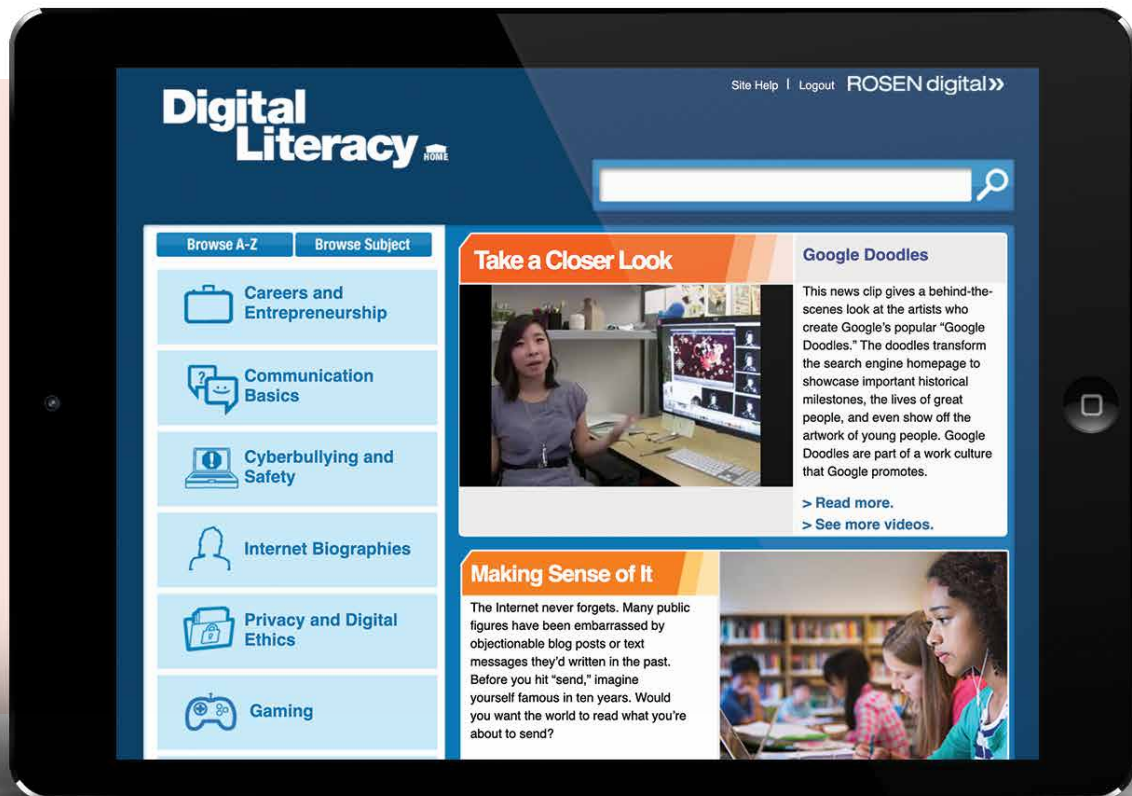 Site Help | Logout ROSEN digital»
Digital
Literacy HOME
Browse A-Z Browse Subject
Careers and
Entrepreneurship
Communication
Basics
Cyberbullying and
Safety
Internet Biographies
Privacy and Digital
Ethics
Gaming
Take a Closer Look
Google Doodles
This news clip gives a behind-the-
scenes look at the artists who
create Google's popular “Google
Doodles.” The doodles transform
the search engine homepage to
showcase important historical
milestones, the lives of great
people, and even show off the
artwork of young people. Google
Doodles are part of a work culture
that Google promotes.
> Read more.
> See more videos.
Making Sense of It
The Internet never forgets. Many public
figures have been embarrassed by
objectionable blog posts or text
messages they'd written in the past.
Before you hit “send,” imagine
yourself famous in ten years. Would
you want the world to read what you're
about to send?